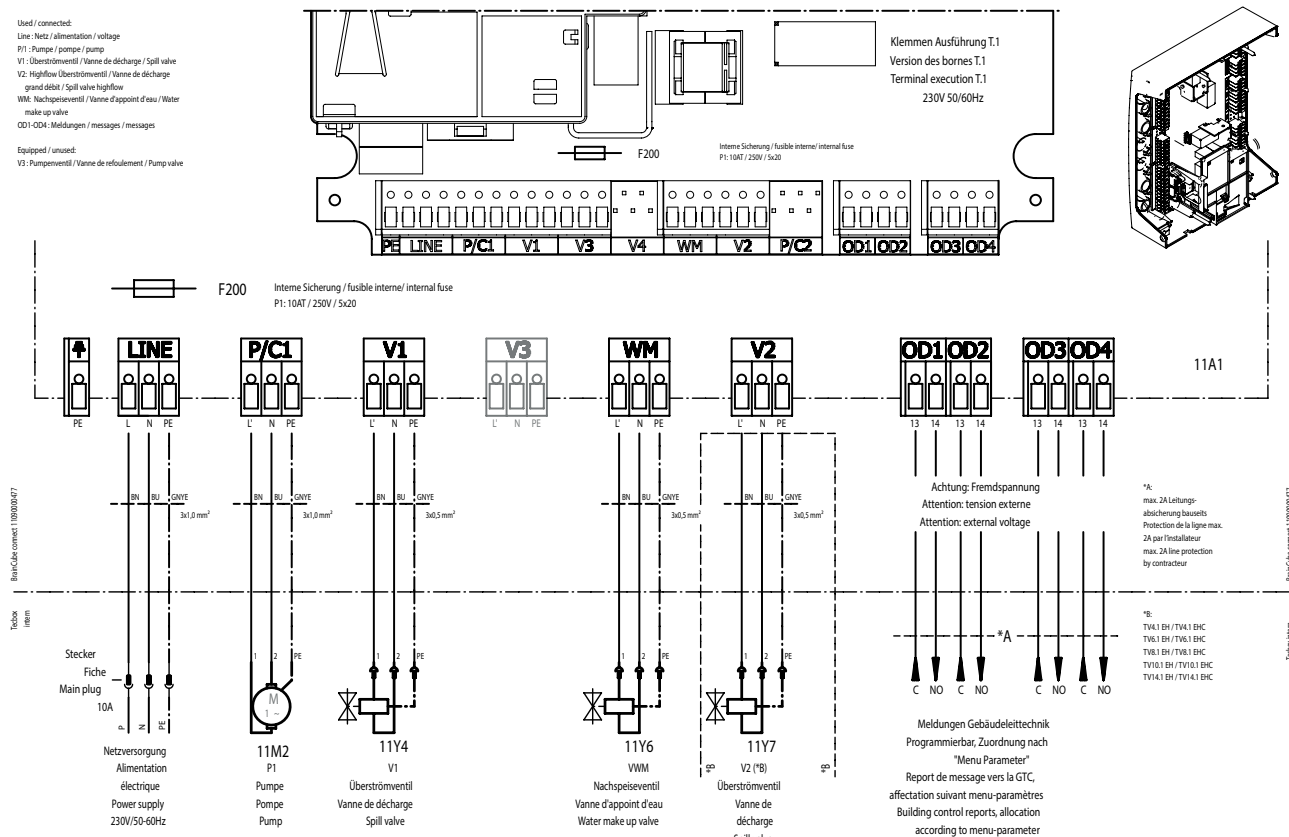 Used / connected:
Line : Netz / alimentation / voltage
P/1 : Pumpe / pompe / pump
V1 : Überströmventil / Vanne de décharge / Spill valve
V2: Highflow Überströmventil / Vanne de décharge
grand débit / Spill valve highflow
WM: Nachspeiseventil / Vanne d'appoint d'eau / Water
make up valve
OD1-OD4 : Meldungen / messages / messages
Equipped / unused:
V3 : Pumpenventil / Vanne de refoulement / Pump valve
Klemmen Ausführung T.1
Version des bornes T.1
Terminal execution T.1
230V 50/60Hz
F200
Interne Sicherung / fusible interne/ internal fuse
P1: 10AT / 250V / 5x20
PE LINE P/C1 V1 V3 V4 WM V2 P/C2 OD1 OD2 OD3 OD4
F200
Interne Sicherung / fusible interne/ internal fuse
P1: 10AT / 250V / 5x20
LINE P/C1 V1 V3 WM V2 OD1 OD2 OD3 OD4
11A1
PE L N PE L' N PE L' N PE L' N PE L' N PE L' N PE 13 14 13 14 13 14 13 14
BN BU GNYE BN BU GNYE BN BU GNYE BN BU GNYE BN BU GNYE
3x1,0 mm² 3x1,0 mm² 3x0,5 mm² 3x0,5 mm² 3x0,5 mm²
Achtung: Fremdspannung
Attention: tension externe
Attention: external voltage
*A:
max. 2A Leitungs-
absicherung bauseits
Protection de la ligne max.
2A par l'installateur
max. 2A line protection
by contracteur
BrainCube connect 11090000477
Tecbox
intern
*B:
TV4.1 EH / TV4.1 EHC
TV6.1 EH / TV6.1 EHC
TV8.1 EH / TV8.1 EHC
TV10.1 EH / TV10.1 EHC
TV14.1 EH / TV14.1 EHC
*A
1 2 PE 1 2 PE 1 2 PE 1 2 PE
Stecker
Fiche
Main plug
10A
P N PE
M
1 ~
C NO C NO C NO C NO
Netzversorgung
Alimentation
électrique
Power supply
230V/50-60Hz
11M2
P1
Pumpe
Pompe
Pump
11Y4
V1
Überströmventil
Vanne de décharge
Spill valve
11Y6
VWM
Nachspeiseventil
Vanne d'appoint d'eau
Water make up valve
11Y7
*B V2 (*B) *B
Überströmventil
Vanne de
décharge
Meldungen Gebäudeleittechnik
Programmierbar, Zuordnung nach
"Menu Parameter"
Report de message vers la GTC,
affectation suivant menu-paramètres
Building control reports, allocation
according to menu-parameter